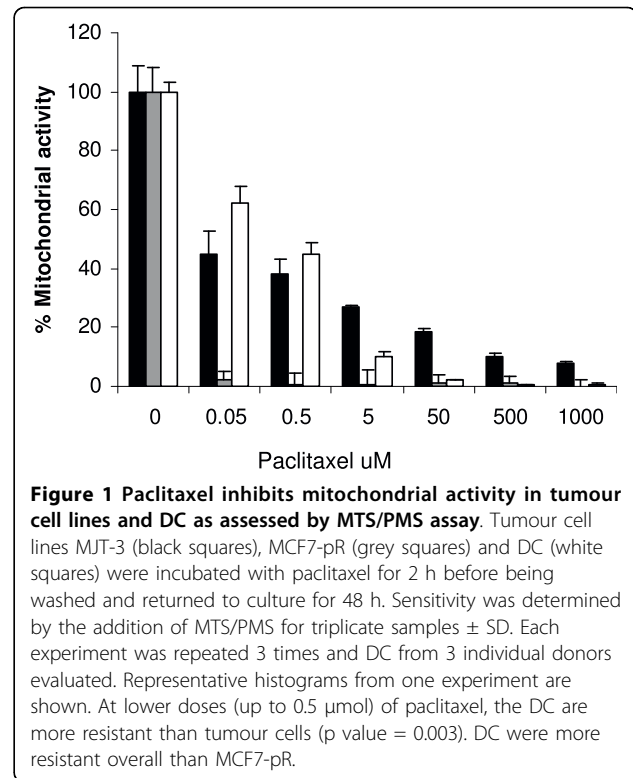 120
100
80
60
40
20
0
% Mitochondrial activity
0 0.05 0.5 5 50 500 1000
Paclitaxel uM
Figure 1 Paclitaxel inhibits mitochondrial activity in tumour
cell lines and DC as assessed by MTS/PMS assay. Tumour cell
lines MJT-3 (black squares), MCF7-pR (grey squares) and DC (white
squares) were incubated with paclitaxel for 2 h before being
washed and returned to culture for 48 h. Sensitivity was determined
by the addition of MTS/PMS for triplicate samples ± SD. Each
experiment was repeated 3 times and DC from 3 individual donors
evaluated. Representative histograms from one experiment are
shown. At lower doses (up to 0.5 μmol) of paclitaxel, the DC are
more resistant than tumour cells (p value = 0.003). DC were more
resistant overall than MCF7-pR.